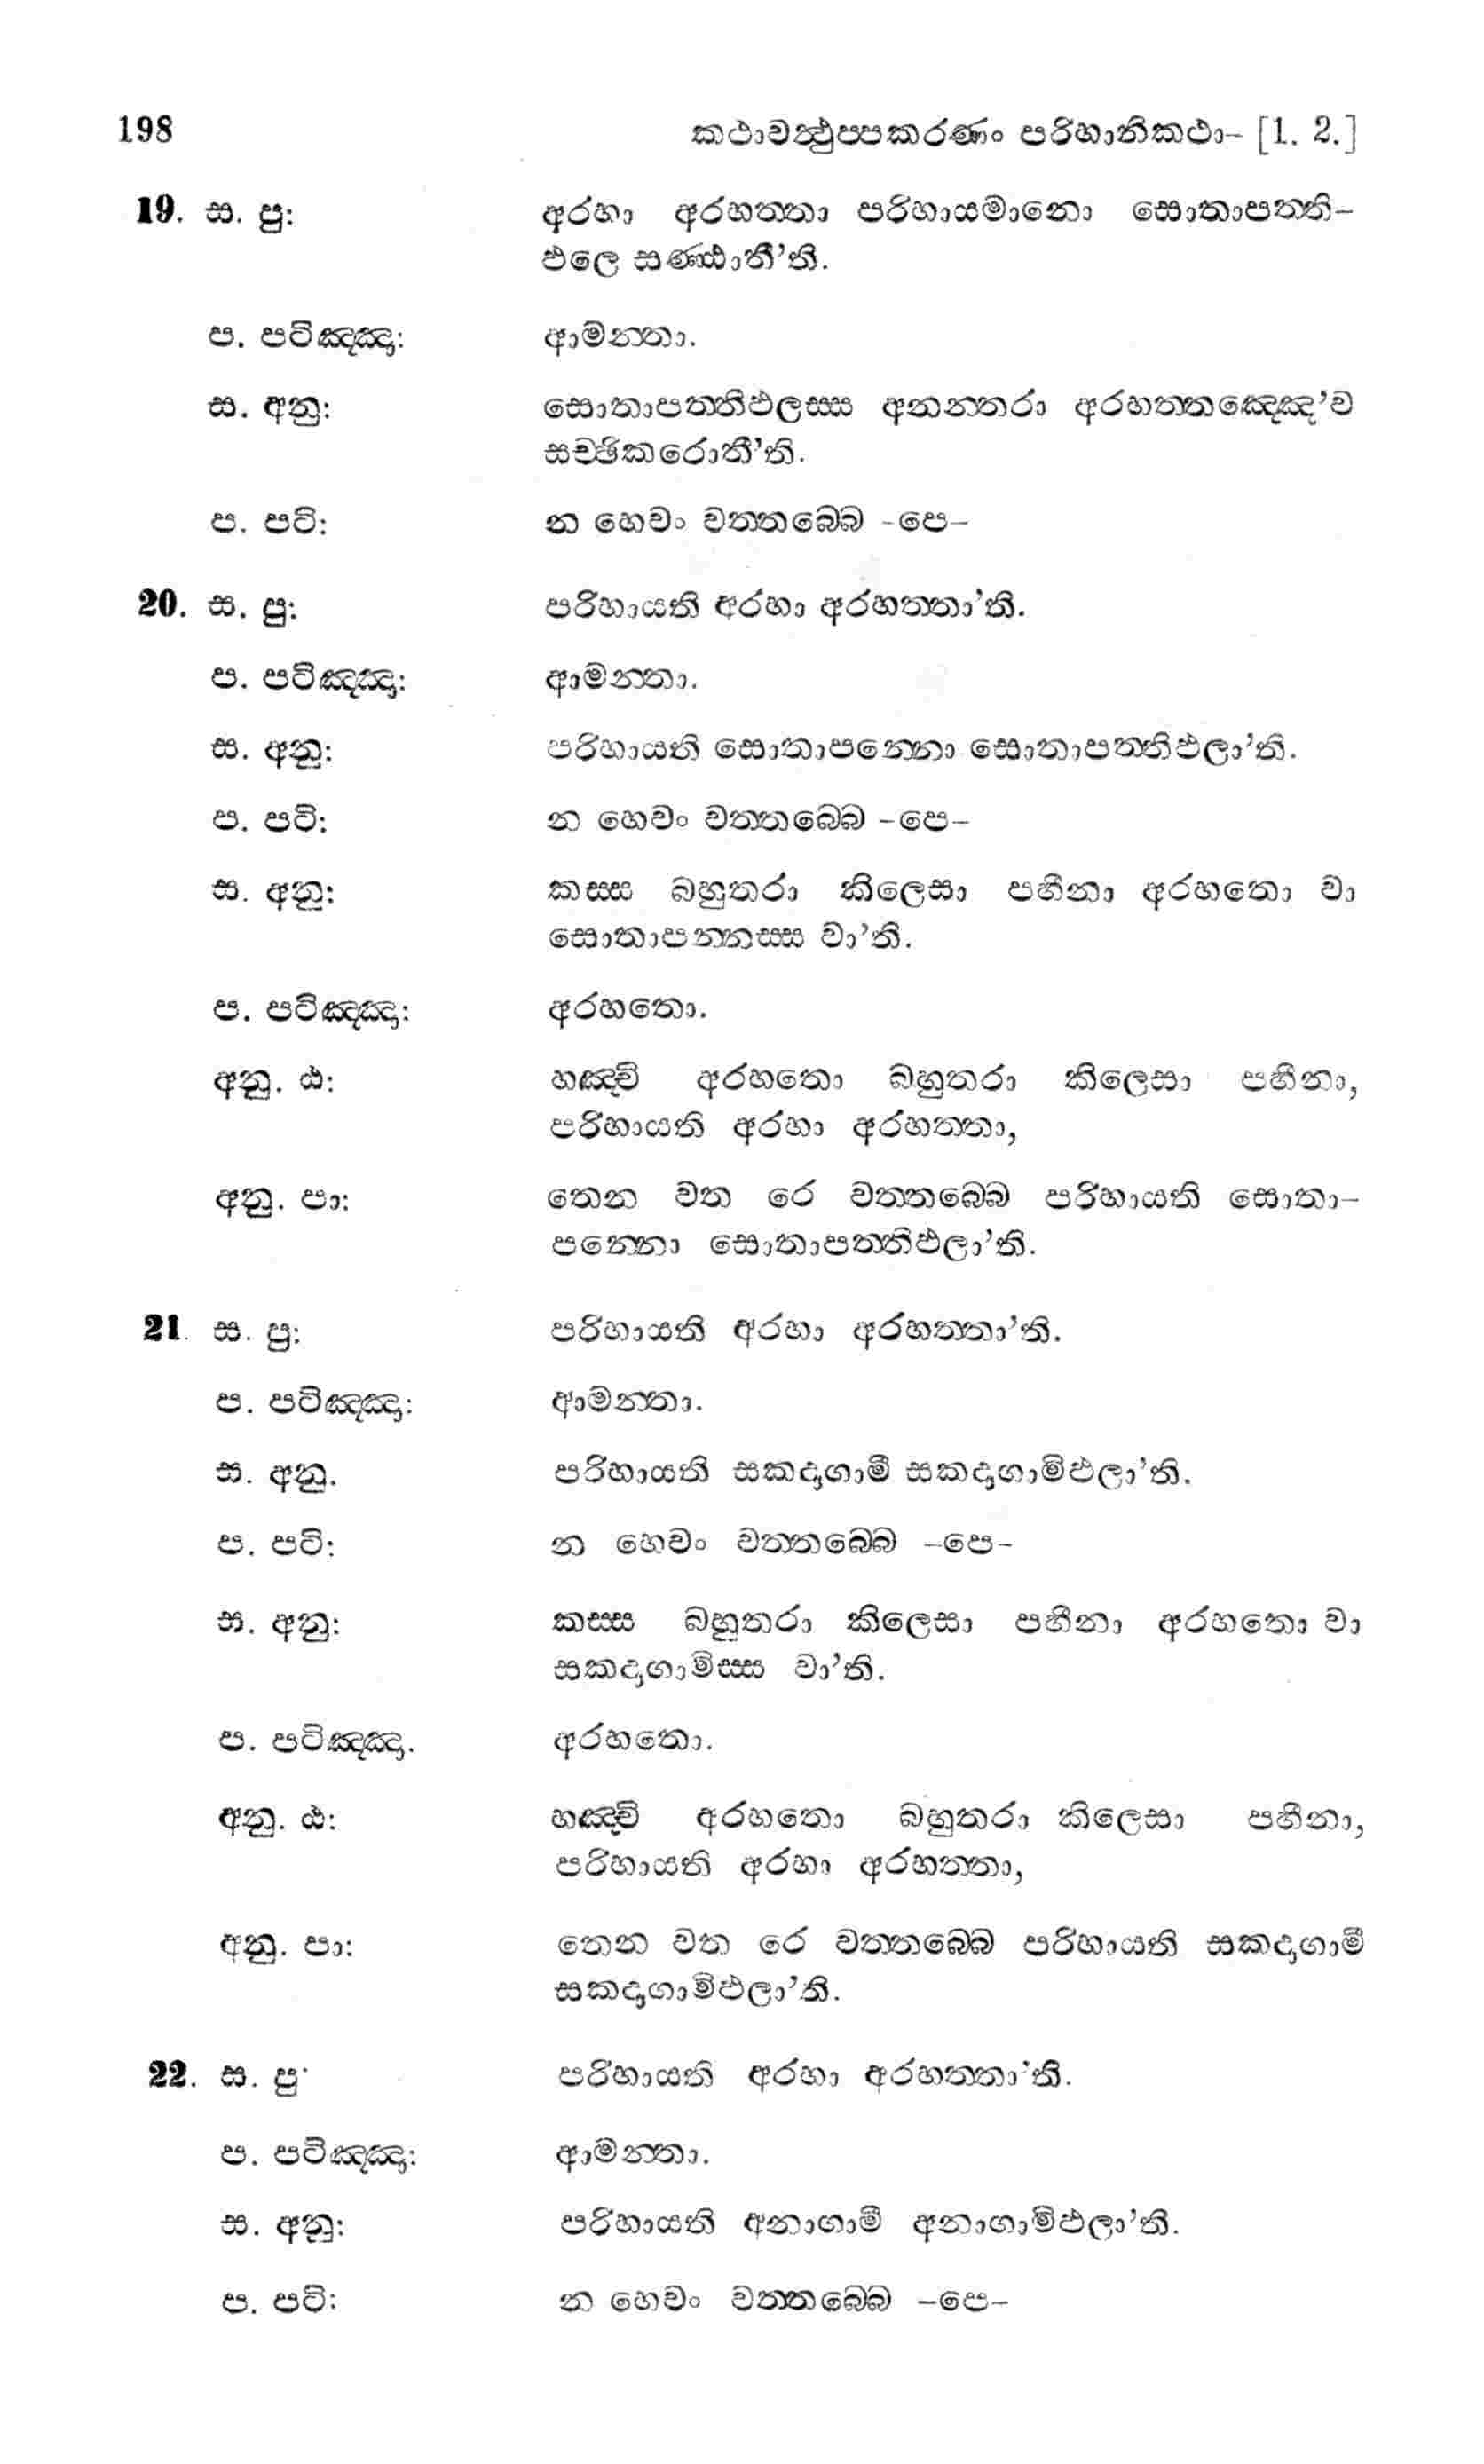 198 කථාවත්‍ථුප්‍පකරණං පරිහානිකථා- [1. 2.]
19. ස. පු: අරහා අරහත්‍තා පරිහායමානො සොතාපත්‍ති-
ඵලෙ සණ්‍ඨාතී'ති.
ප. පටිඤ්‍ඤා: ආමන්‍තා.
ස. අනු: සොතාපත්‍තිඵලස්‍ස අනන්‍තරා අරහත්‍තඤ්‍ඤෙ'ව
සච්ඡිකරොතී'ති.
ප. පටි: න හෙවං වත්‍තබ්‍බෙ -පෙ-
20. ස. පු: පරිහායති අරහා අරහත්‍තා'ති.
ප. පටිඤ්‍ඤා: ආමන්‍තා.
ස. අනු: පරිහායති සොතාපන්‍නො සොතාපත්‍තිඵලා'ති.
ප. පටි: න හෙවං වත්‍තබ්‍බෙ -පෙ-
ස. අනු: කස්‍ස බහුතරා කිලෙසා පහීනා අරහතො වා
සොතාපන්‍නස්‍ස වා'ති.
ප. පටිඤ්‍ඤා: අරහතො.
අනු. ඨ: හඤ්‍චි අරහතො බහුතරා කිලෙසා පහීනා,
පරිහායති අරහා අරහත්‍තා,
අනු. පා: තෙන වත රෙ වත්‍තබ්‍බෙ පරිහායති සොතා-
පන්‍නො සොතාපත්‍තිඵලා'ති.
21. ස. පු: පරිහායති අරහා අරහත්‍තා'ති.
ප. පටිඤ්‍ඤා: ආමන්‍තා.
ස. අනු. පරිහායති සකදාගාමී සකදාගාමිඵලා'ති.
ප. පටි: න හෙවං වත්‍තබ්‍බෙ -පෙ-
ස. අනු: කස්‍ස බහුතරා කිලෙසා පහීනා අරහතො වා
සකදාගාමිස්‍ස වා'ති.
ප. පටිඤ්‍ඤා. අරහතො.
අනු. ඨ: හඤ්‍චි අරහතො බහුතරා කිලෙසා පහීනා,
පරිහායති අරහා අරහත්‍තා,
අනු. පා: තෙන වත රෙ වත්‍තබ්‍බෙ පරිහායති සකදාගාමී
සකදාගාමිඵලා'ති.
22. ස. පු: පරිහායති අරහා අරහත්‍තා'ති.
ප. පටිඤ්‍ඤා: ආමන්‍තා.
ස. අනු: පරිහායති අනාගාමී අනාගාමිඵලා'ති.
ප. පටි: න හෙවං වත්‍තබ්‍බෙ -පෙ-